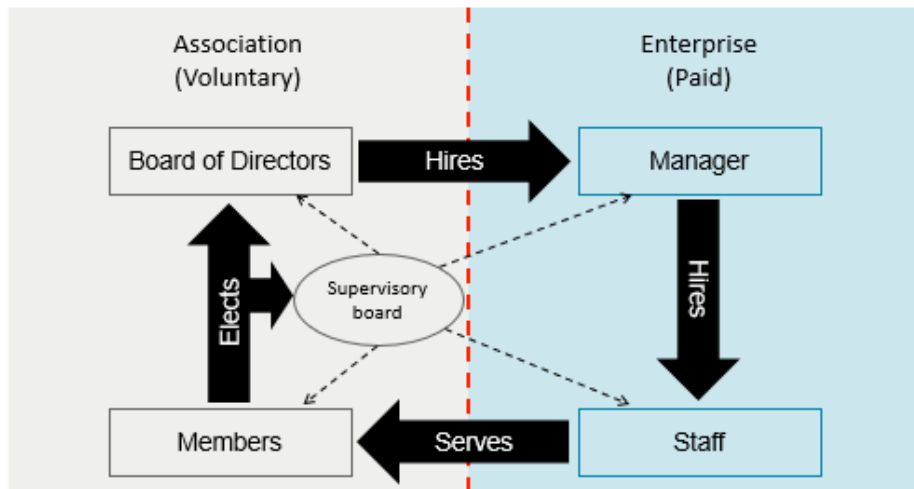 Association
(Voluntary)
Enterprise
(Paid)
Board of Directors
Hires
Manager
Elects
Supervisory
board
Hires
Members
Serves
Staff